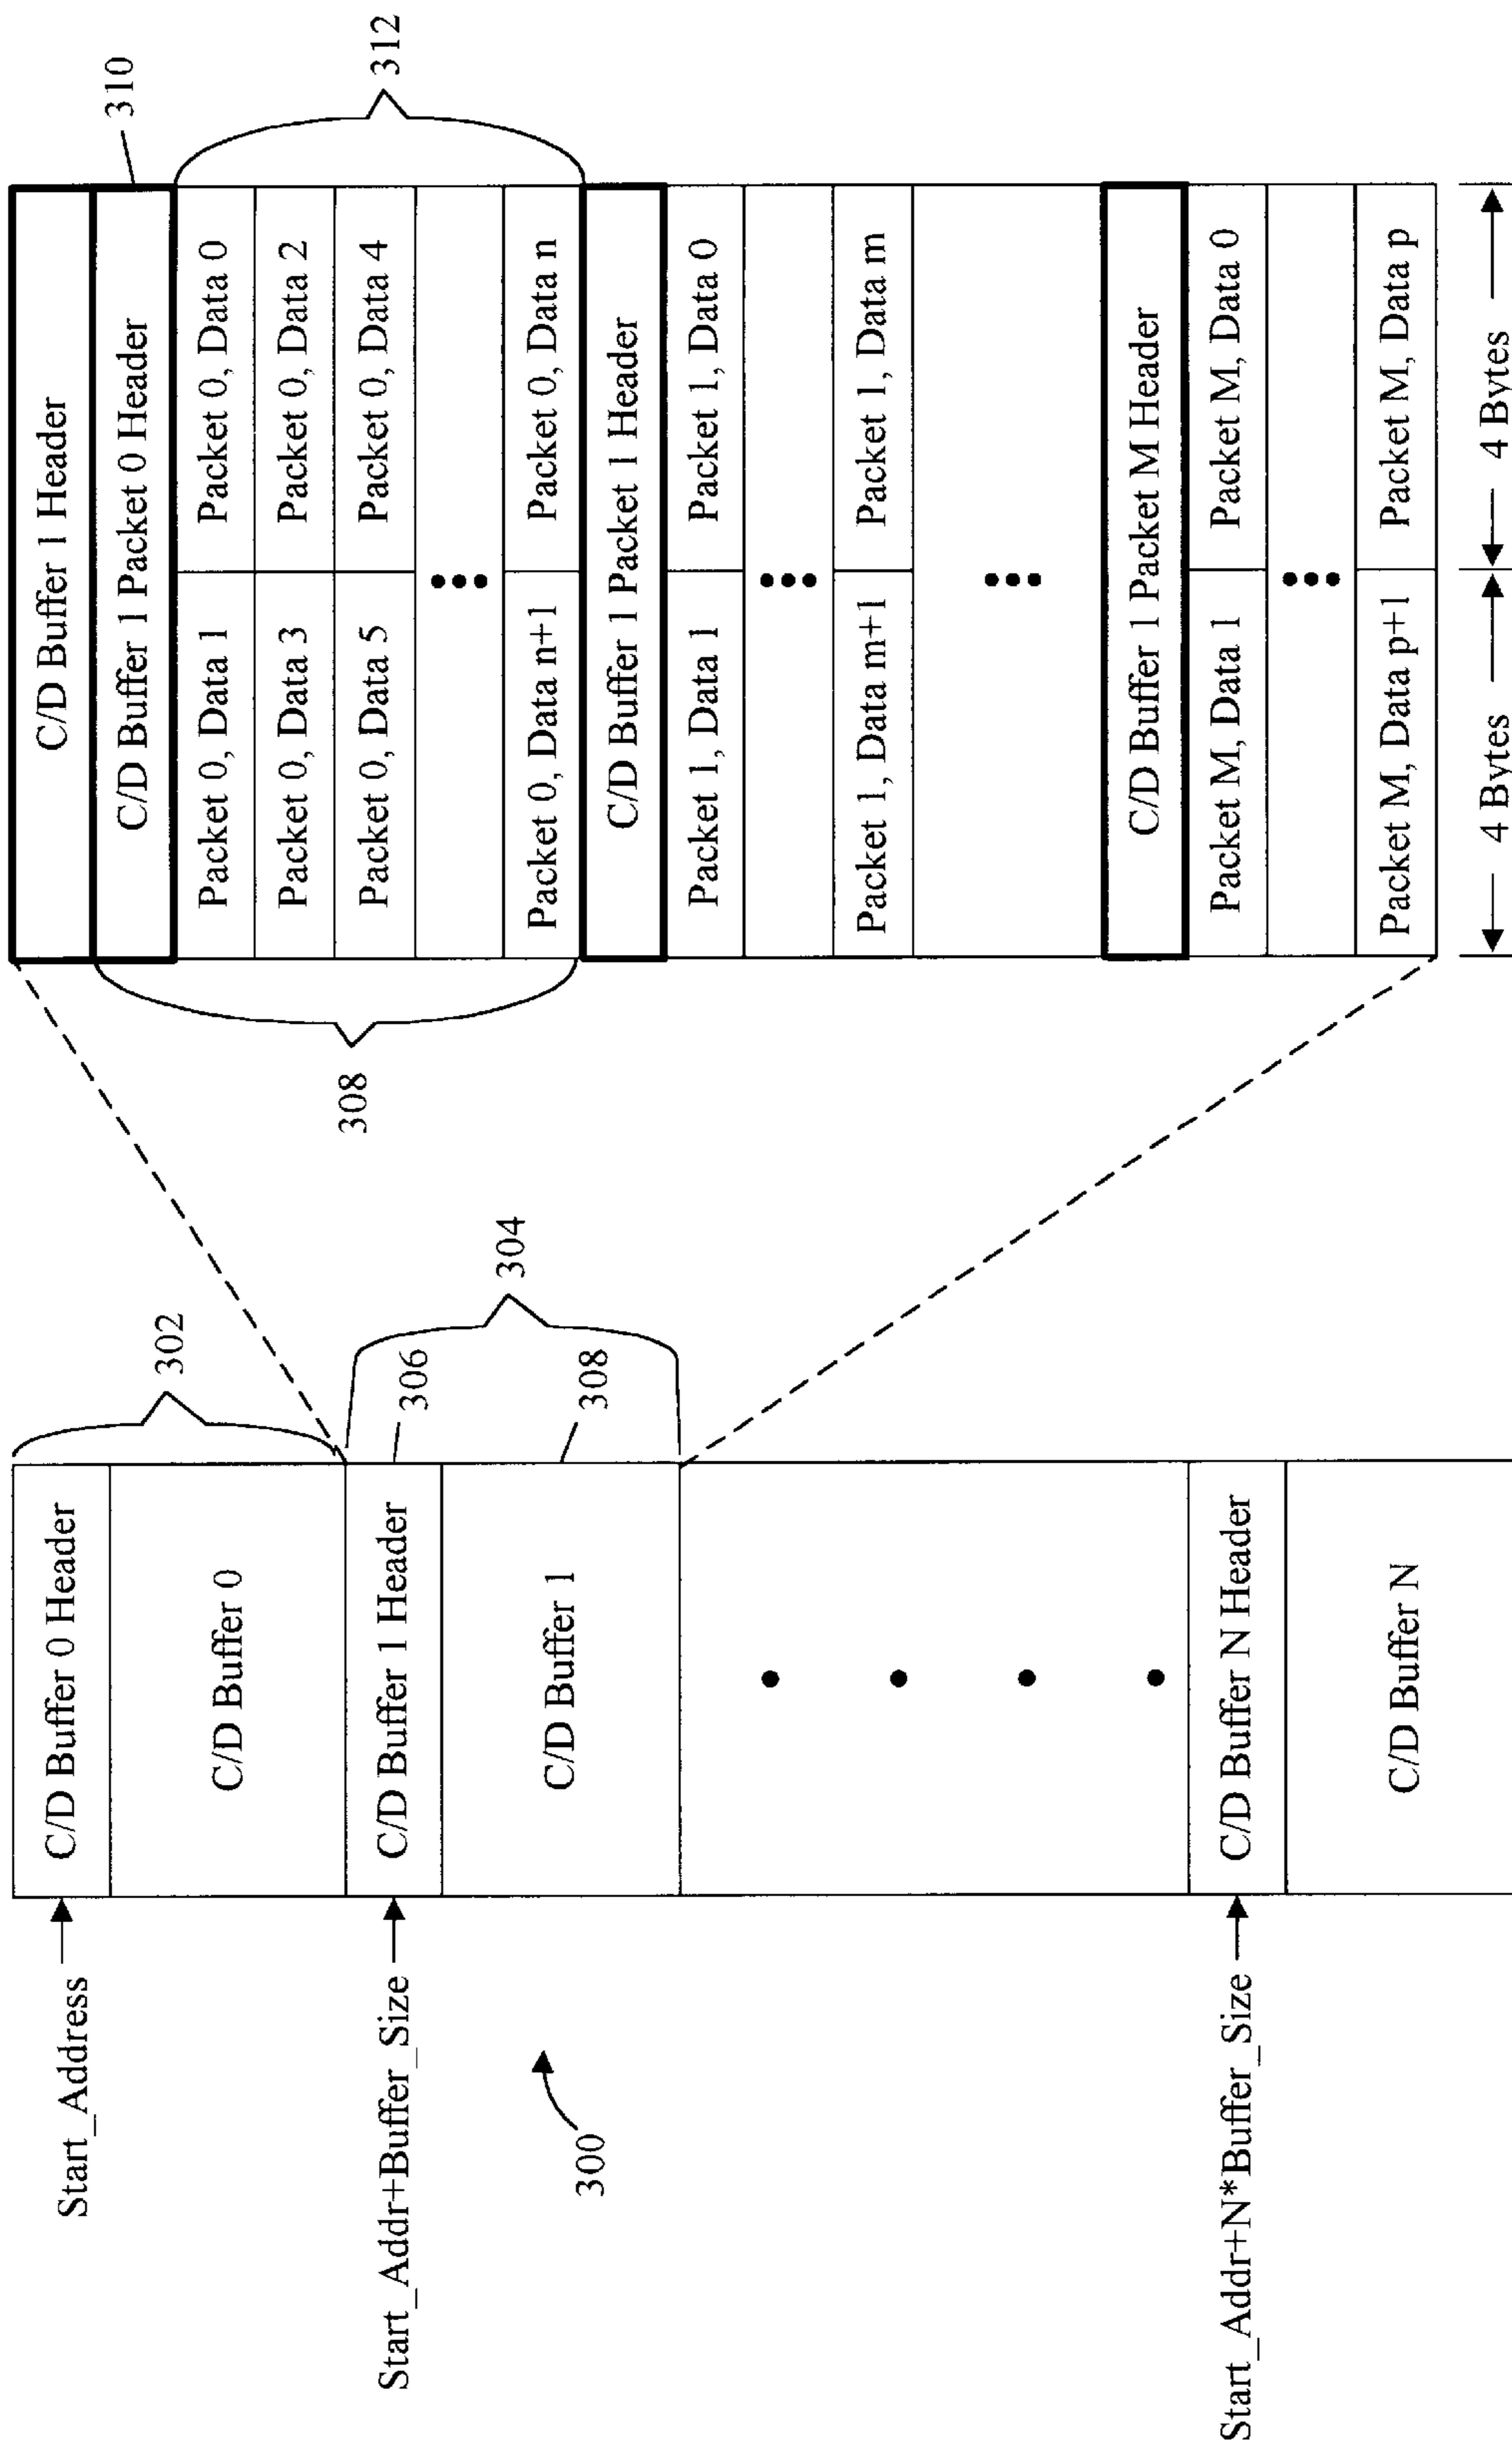 Start_Address
Start_Addr+Buffer_Size
300
Start_Addr+N*Buffer_Size
C/D Buffer 0 Header
C/D Buffer 0
C/D Buffer 1 Header
C/D Buffer 1
C/D Buffer N Header
C/D Buffer N
302
304
306
308
308
C/D Buffer 1 Header
C/D Buffer 1 Packet 0 Header
Packet 0, Data 1 Packet 0, Data 0
Packet 0, Data 3 Packet 0, Data 2
Packet 0, Data 5 Packet 0, Data 4
Packet 0, Data n+1 Packet 0, Data n
C/D Buffer 1 Packet 1 Header
Packet 1, Data 1 Packet 1, Data 0
Packet 1, Data m+1 Packet 1, Data m
C/D Buffer 1 Packet M Header
Packet M, Data 1 Packet M, Data 0
Packet M, Data p+1 Packet M, Data p
4 Bytes 4 Bytes
310
312